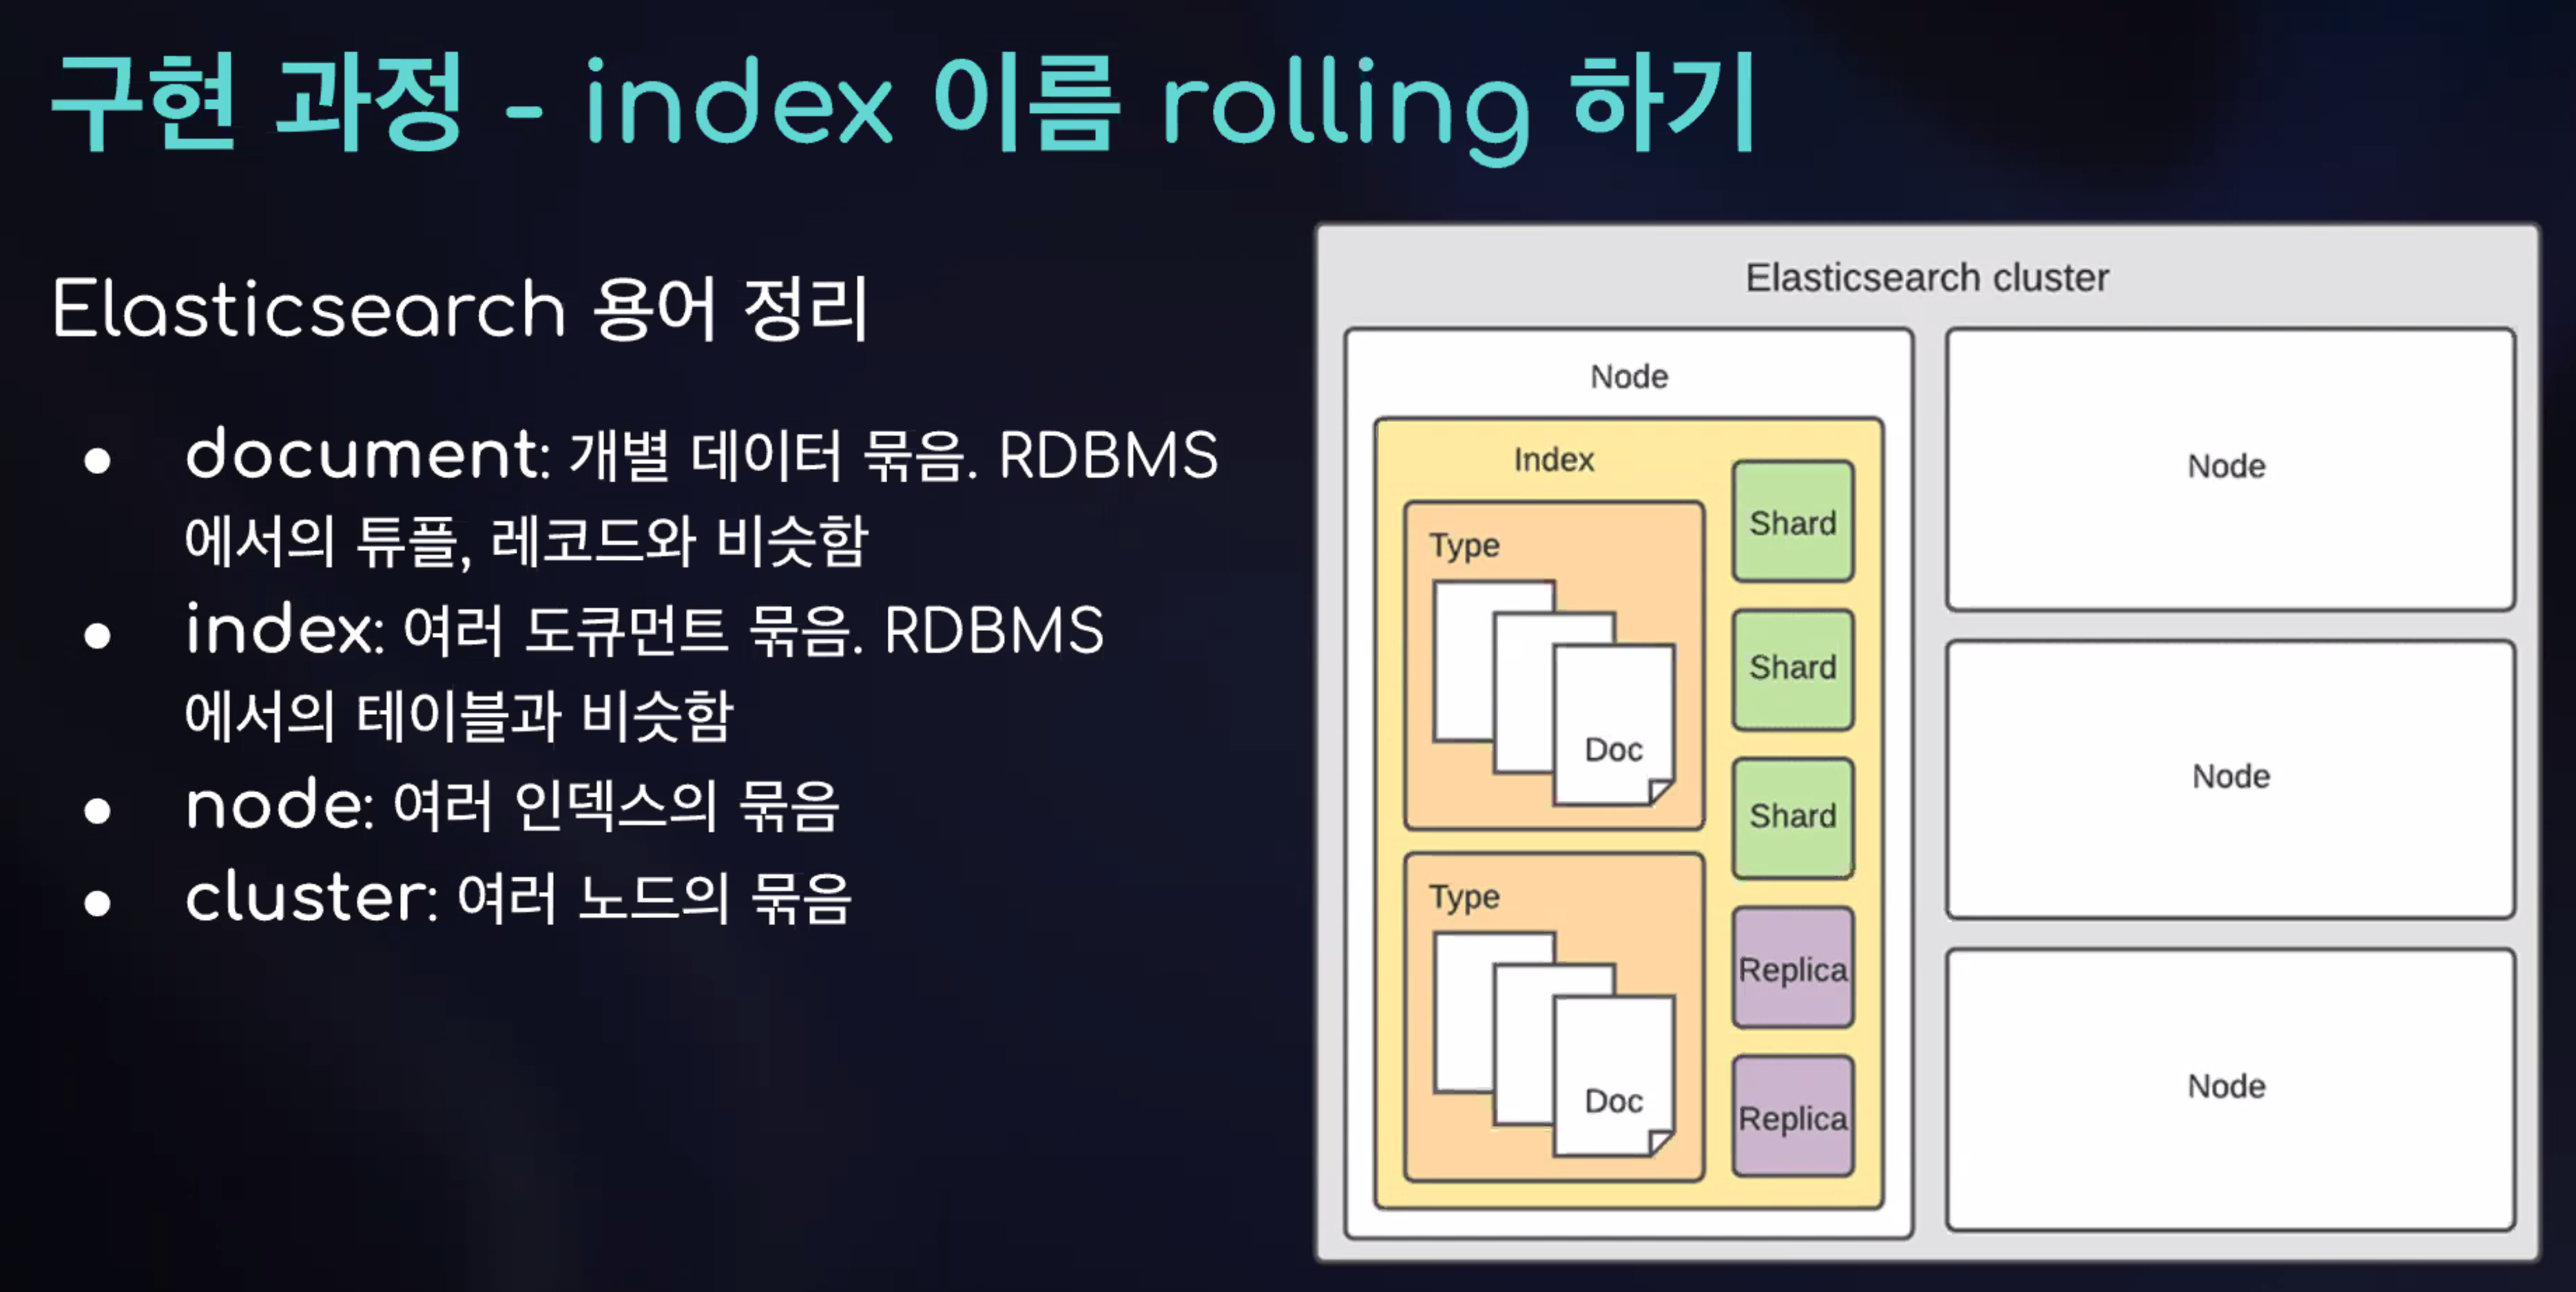 구현 과정 - index 이름 rolling 하기
Elasticsearch 용어 정리
● document: 개별 데이터 묶음. RDBMS
에서의 튜플, 레코드와 비슷함
● index: 여러 도큐먼트 묶음. RDBMS
에서의 테이블과 비슷함
● node: 여러 인덱스의 묶음
● cluster: 여러 노드의 묶음
Elasticsearch cluster
Node
Index
Type
Doc
Type
Doc
Shard
Shard
Shard
Replica
Replica
Node
Node
Node